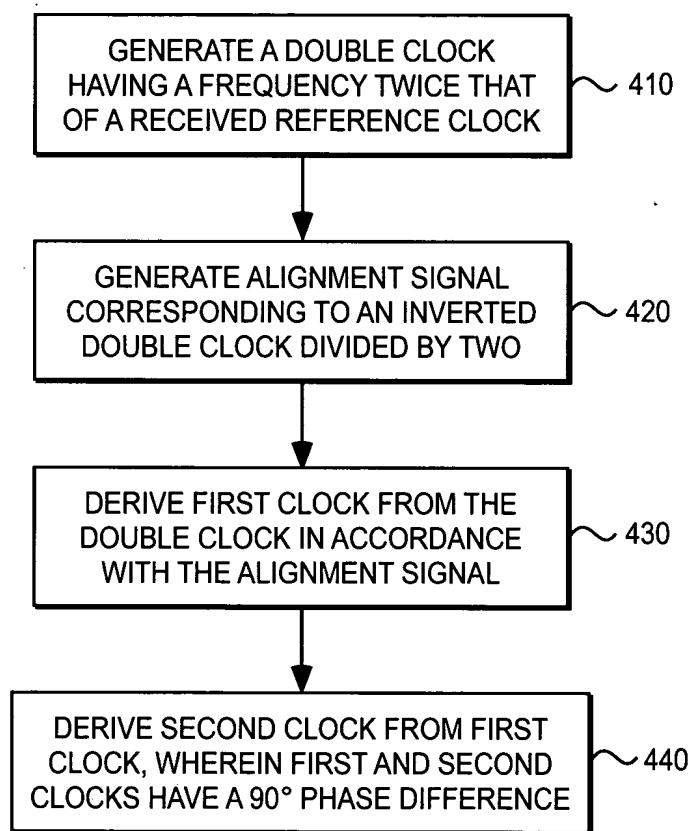 GENERATE A DOUBLE CLOCK
HAVING A FREQUENCY TWICE THAT
OF A RECEIVED REFERENCE CLOCK
410
GENERATE ALIGNMENT SIGNAL
CORRESPONDING TO AN INVERTED
DOUBLE CLOCK DIVIDED BY TWO
420
DERIVE FIRST CLOCK FROM THE
DOUBLE CLOCK IN ACCORDANCE
WITH THE ALIGNMENT SIGNAL
430
DERIVE SECOND CLOCK FROM FIRST
CLOCK, WHEREIN FIRST AND SECOND
CLOCKS HAVE A 90° PHASE DIFFERENCE
440